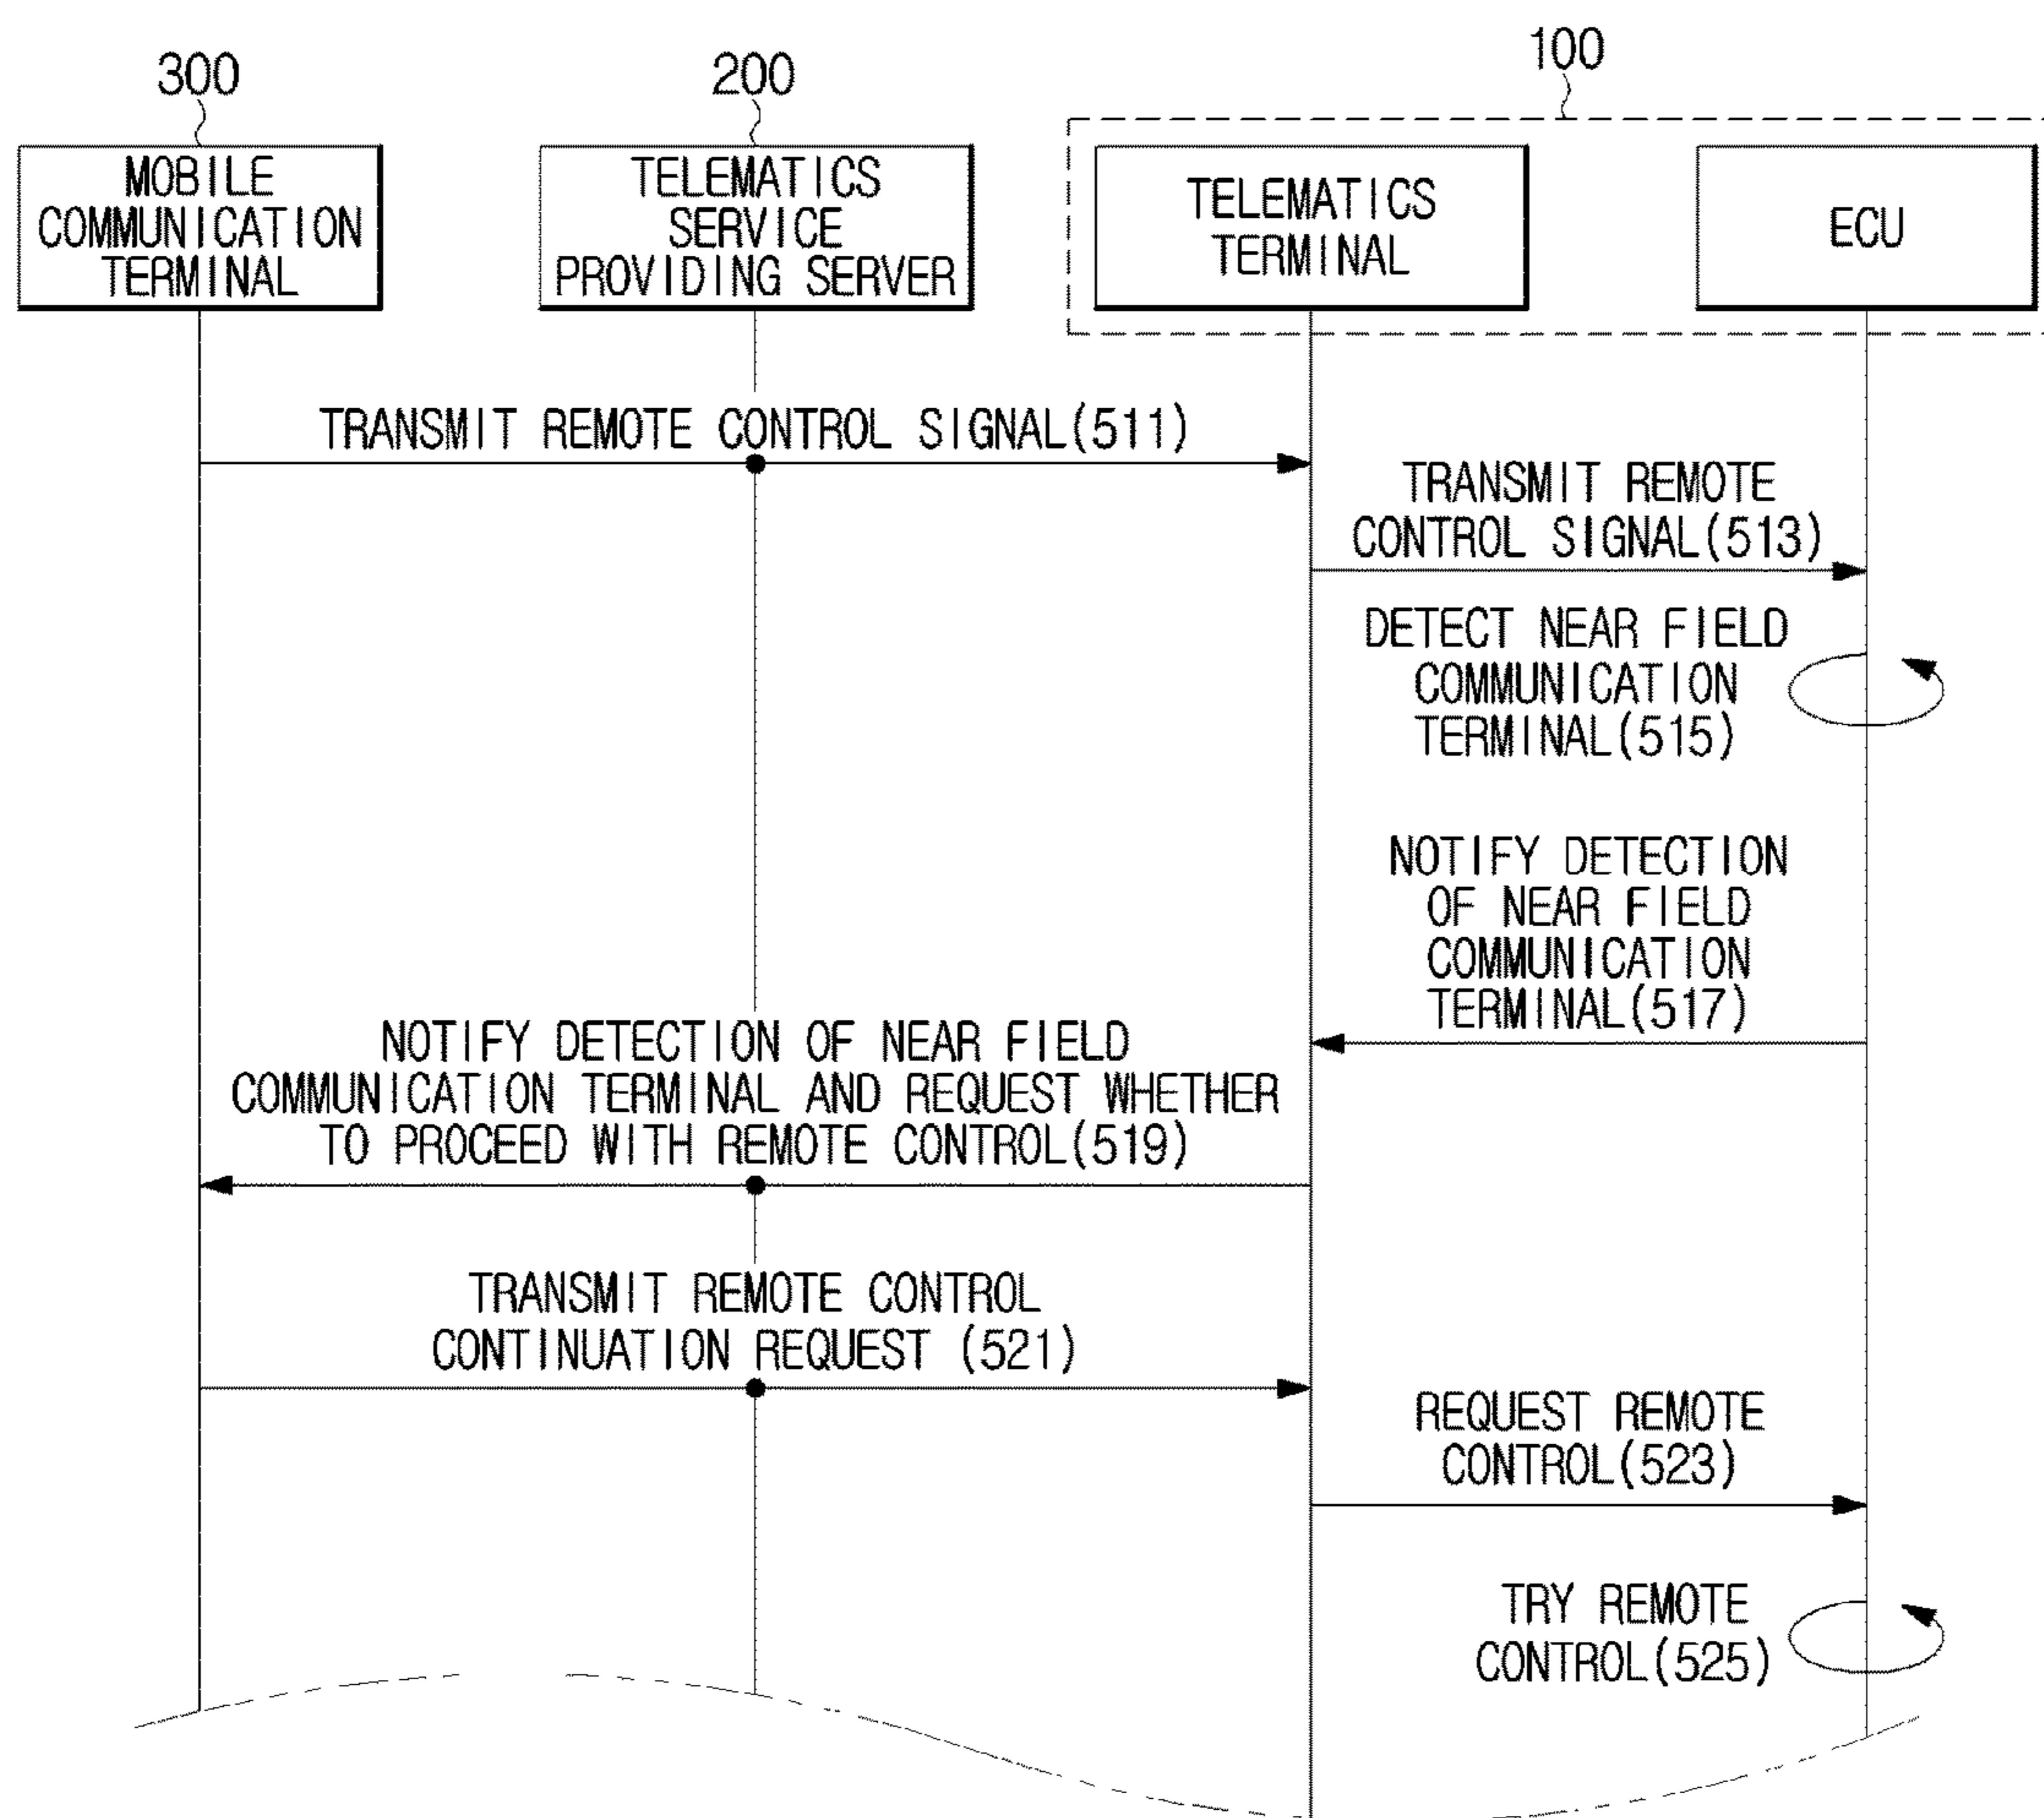 300
200
100
MOBILE
COMMUNICATION
TERMINAL
TELEMATICS
SERVICE
PROVIDING SERVER
TELEMATICS
TERMINAL
ECU
TRANSMIT REMOTE CONTROL SIGNAL(511)
TRANSMIT REMOTE
CONTROL SIGNAL(513)
DETECT NEAR FIELD
COMMUNICATION
TERMINAL(515)
NOTIFY DETECTION
OF NEAR FIELD
COMMUNICATION
TERMINAL(517)
NOTIFY DETECTION OF NEAR FIELD
COMMUNICATION TERMINAL AND REQUEST WHETHER
TO PROCEED WITH REMOTE CONTROL(519)
TRANSMIT REMOTE CONTROL
CONTINUATION REQUEST (521)
REQUEST REMOTE
CONTROL(523)
TRY REMOTE
CONTROL(525)